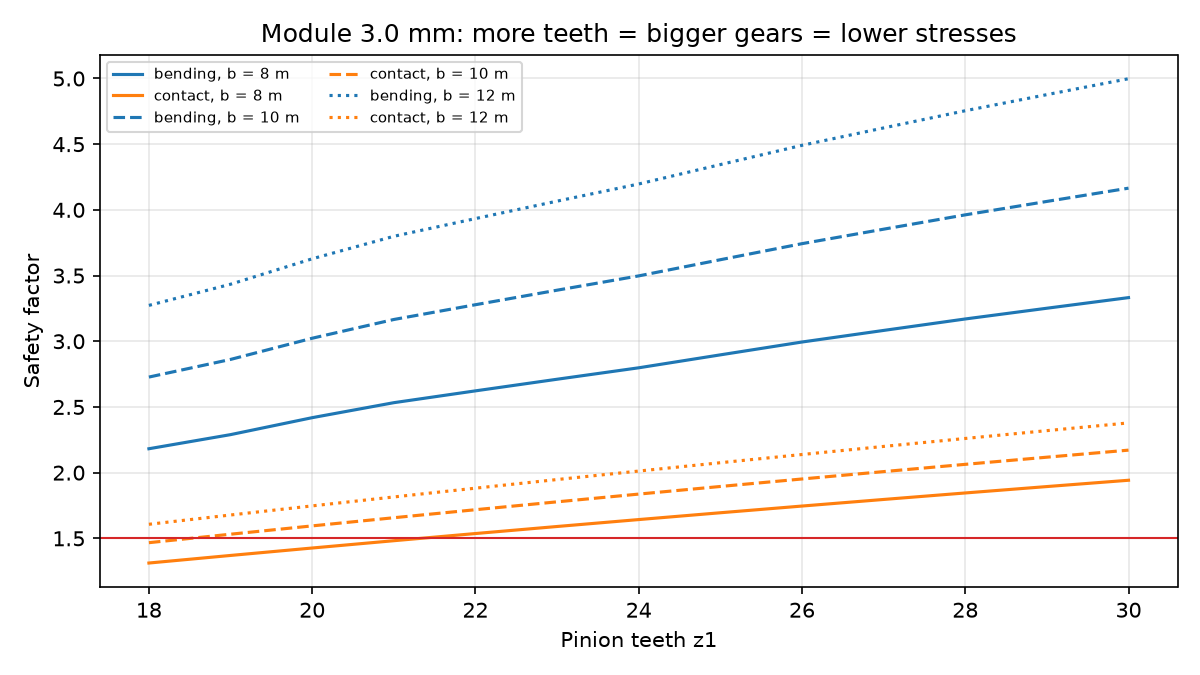 Module 3.0 mm: more teeth = bigger gears = lower stresses
bending, b = 8 m
contact, b = 8 m
bending, b = 10 m
contact, b = 10 m
bending, b = 12 m
contact, b = 12 m
Safety factor
5.0
4.5
4.0
3.5
3.0
2.5
2.0
1.5
18 20 22 24 26 28 30
Pinion teeth z1